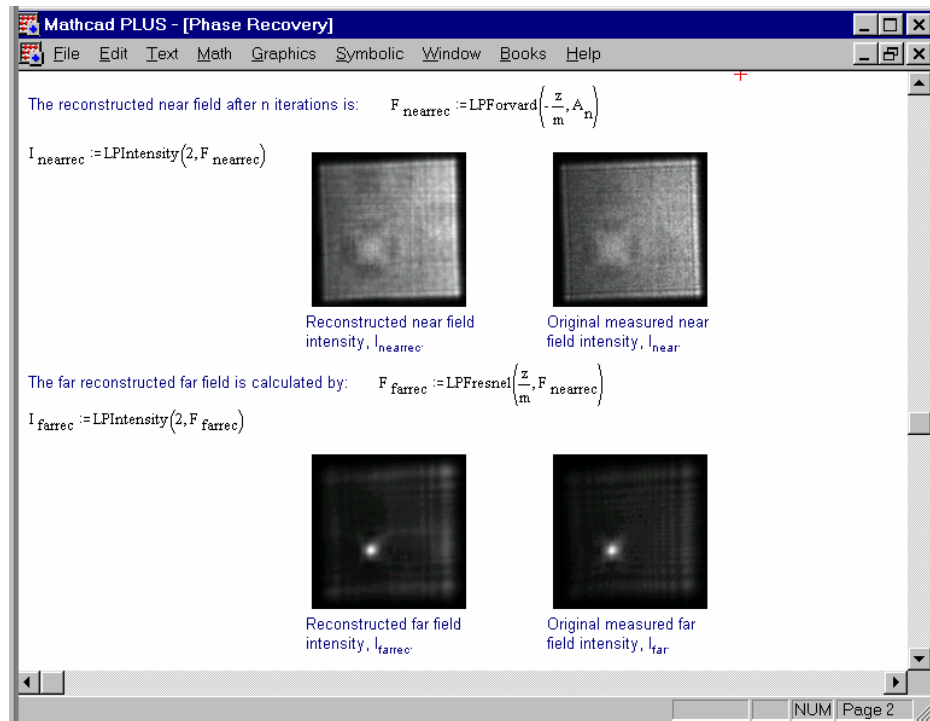 Mathcad PLUS - [Phase Recovery]
File Edit Text Math Graphics Symbolic Window Books Help
The reconstructed near field after n iterations is: F nearrec := LPForvard(-z/m, A n)
I nearrec := LPIntensity(2, F nearrec)
Reconstructed near field
intensity, I nearrec.
Original measured near
field intensity, I near.
The far reconstructed far field is calculated by: F farrec := LPFresnel(z/m, F nearrec)
I farrec := LPIntensity(2, F farrec)
Reconstructed far field
intensity, I farrec.
Original measured far
field intensity, I far.
NUM Page 2